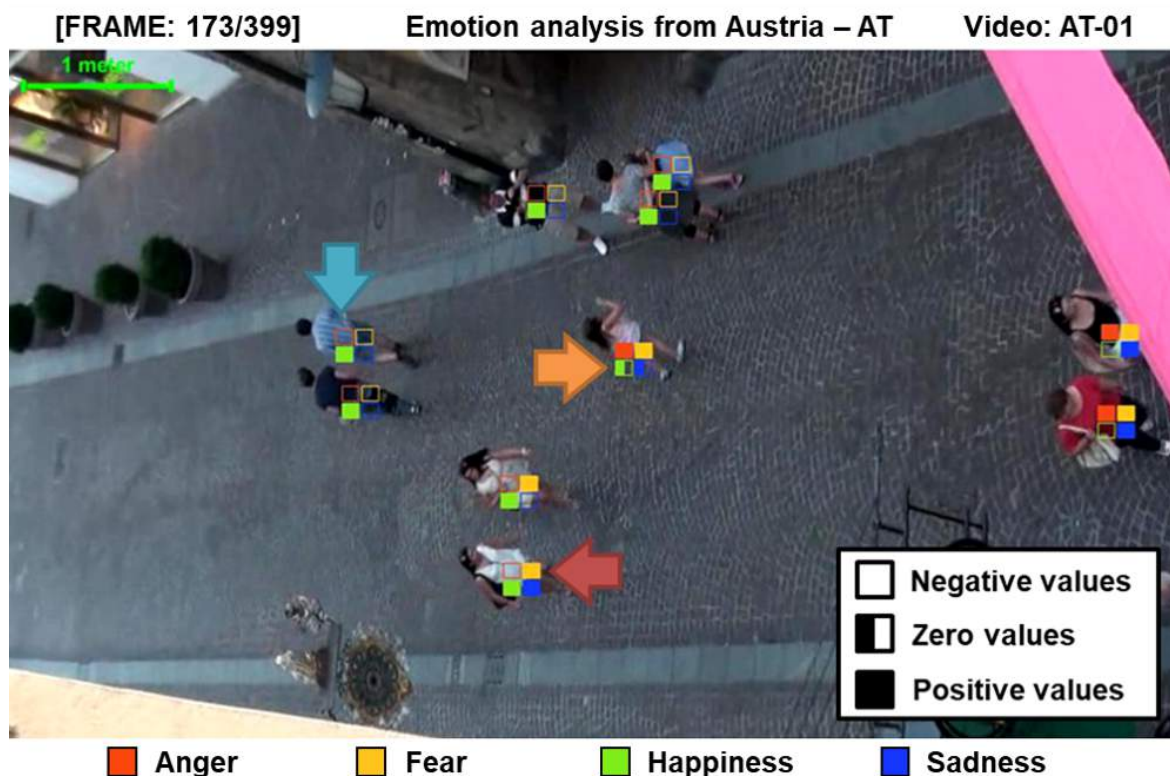 [FRAME: 173/399] Emotion analysis from Austria – AT Video: AT-01
1 meter
Negative values
Zero values
Positive values
Anger Fear Happiness Sadness